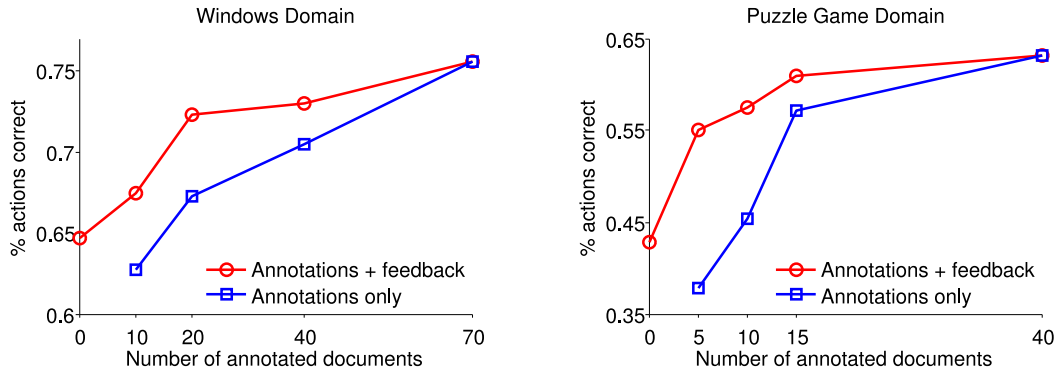 Windows Domain
% actions correct
0.75
0.7
0.65
0.6
Annotations + feedback
Annotations only
0 10 20 40 70
Number of annotated documents
Puzzle Game Domain
% actions correct
0.65
0.55
0.45
0.35
Annotations + feedback
Annotations only
0 5 10 15 40
Number of annotated documents